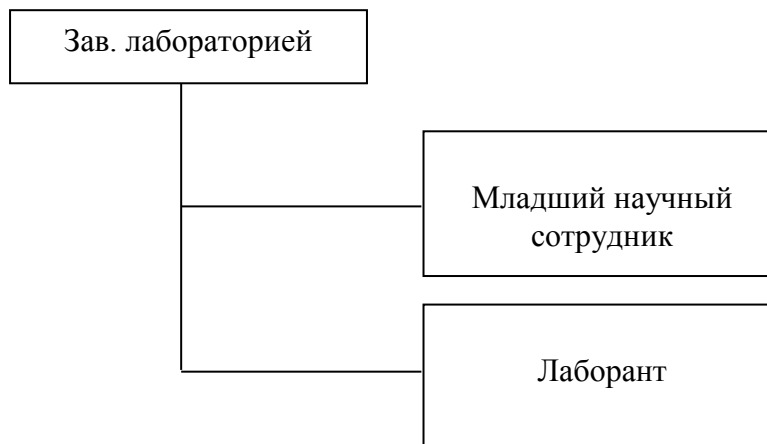 Зав. лабораторией
Младший научный
сотрудник
Лаборант